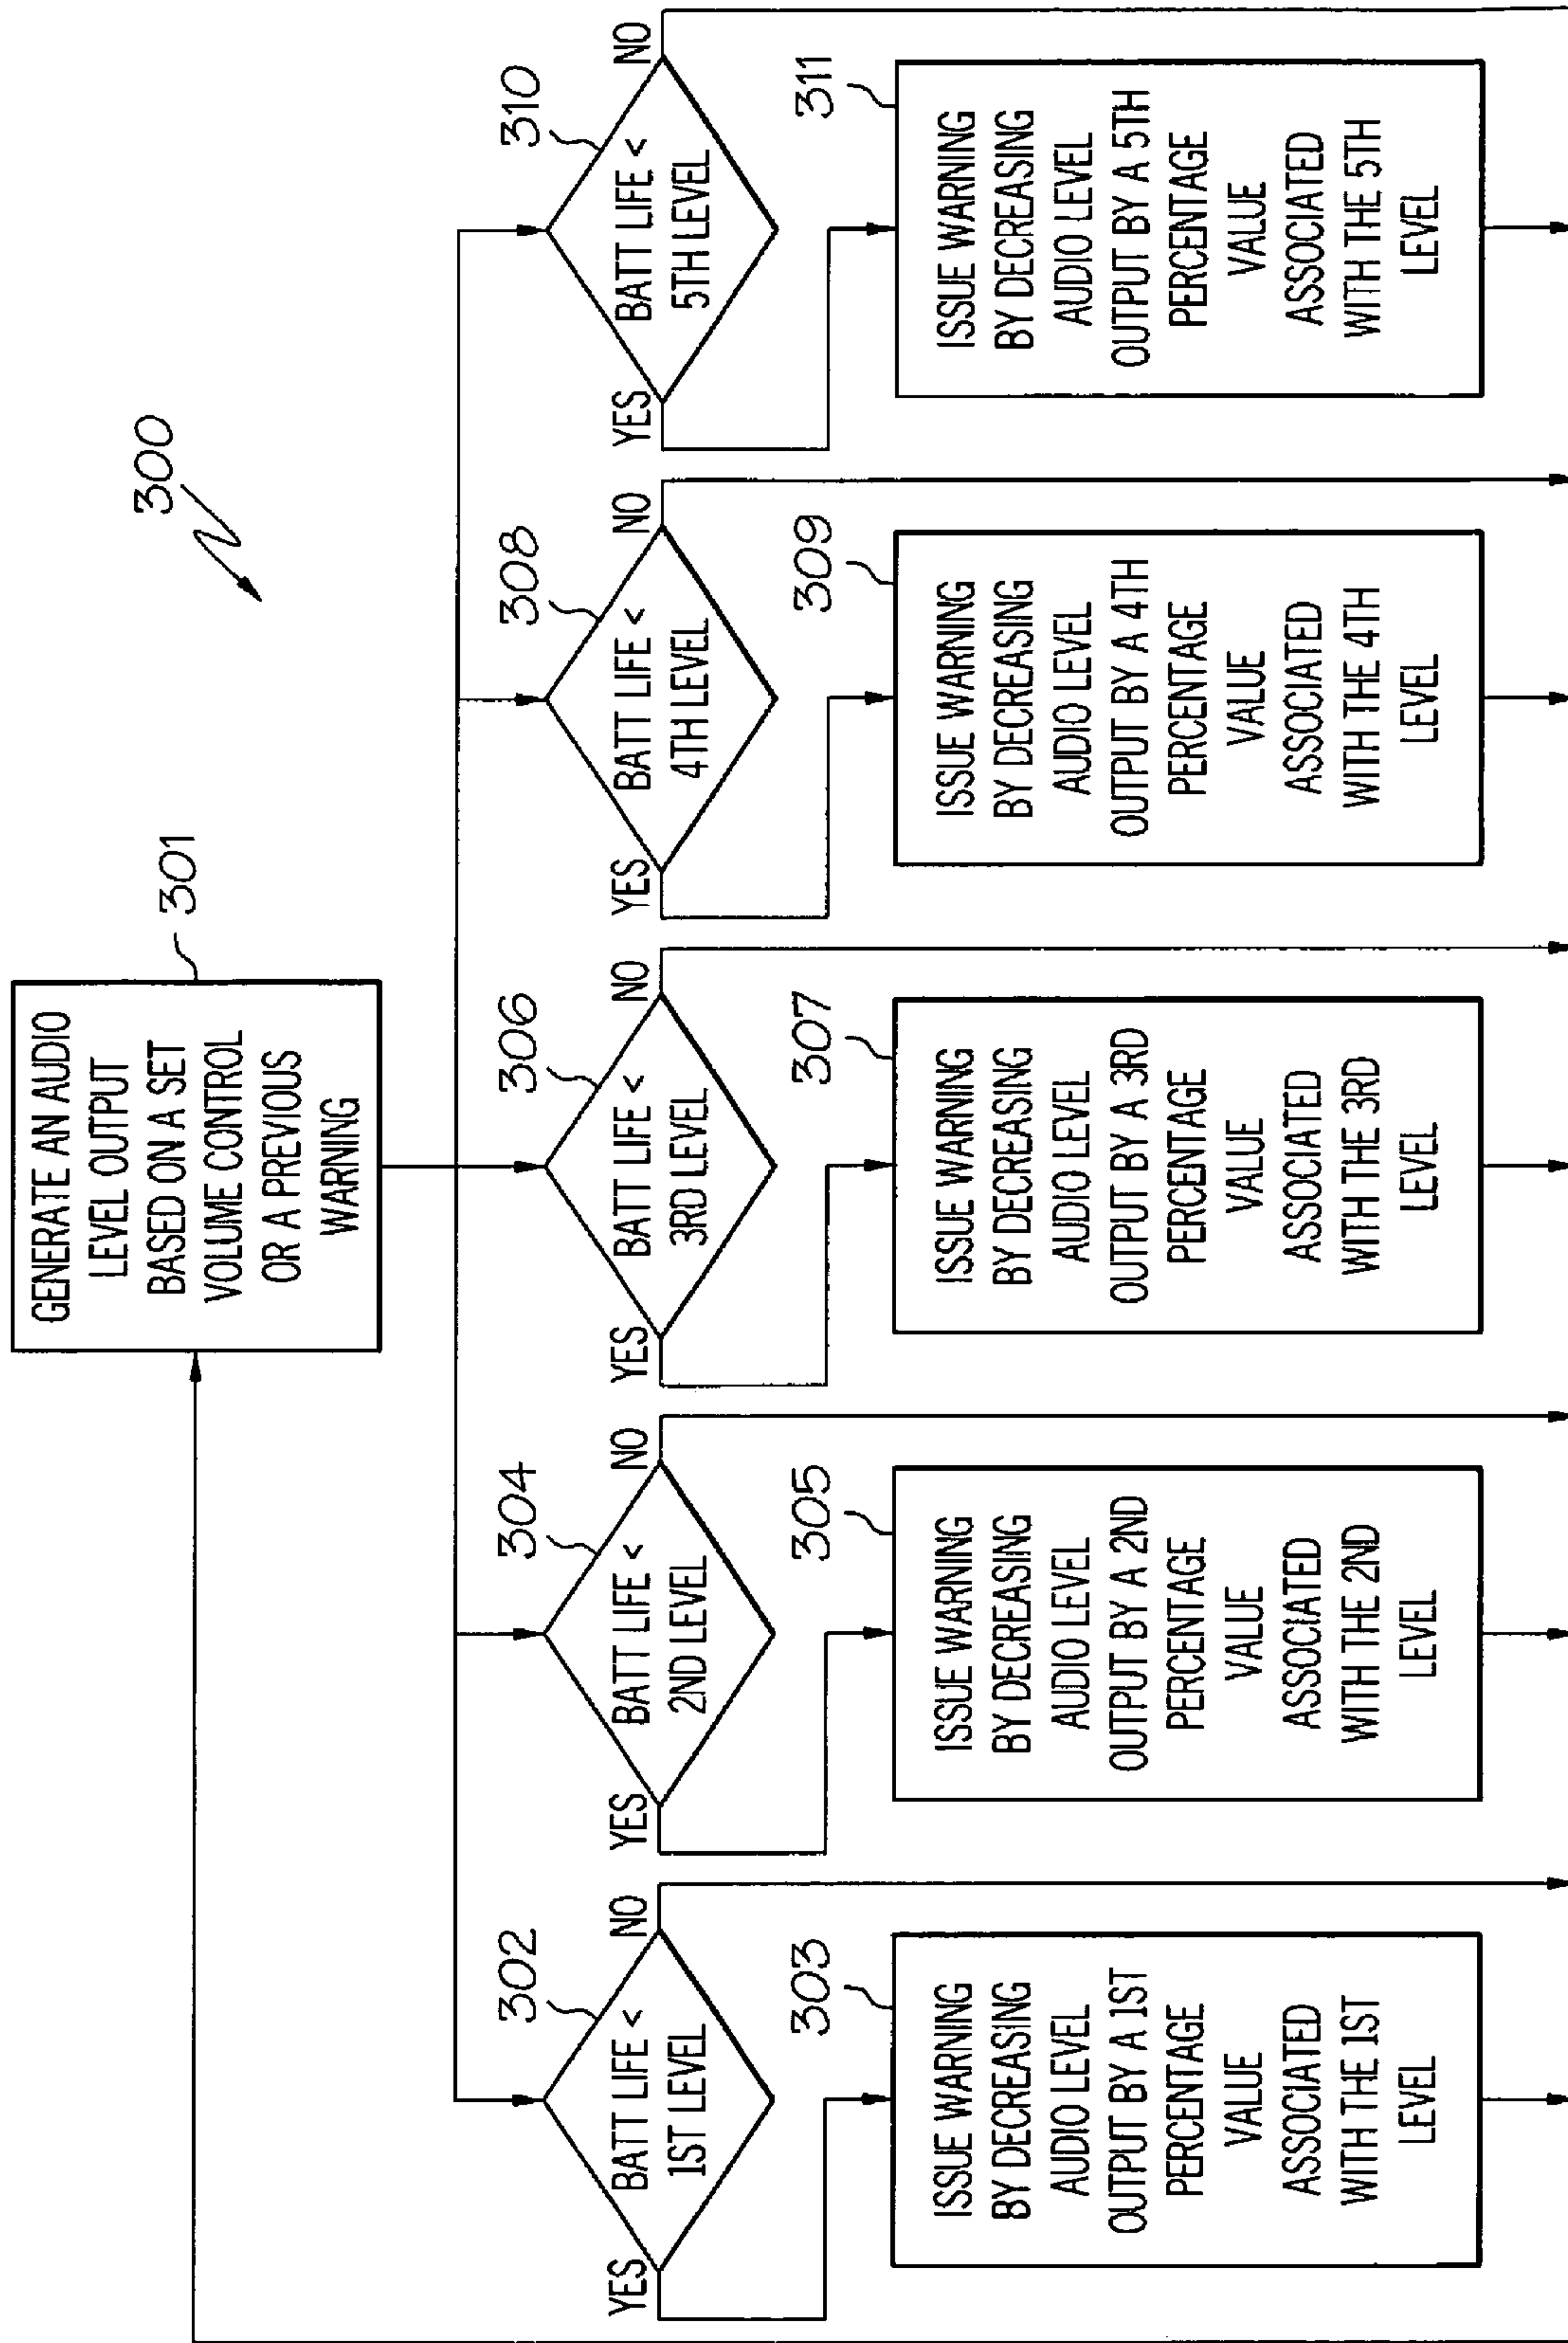 300
GENERATE AN AUDIO
LEVEL OUTPUT
BASED ON A SET
VOLUME CONTROL
OR A PREVIOUS
WARNING
301
302
BATT LIFE <
1ST LEVEL
YES
NO
303
ISSUE WARNING
BY DECREASING
AUDIO LEVEL
OUTPUT BY A 1ST
PERCENTAGE
VALUE
ASSOCIATED
WITH THE 1ST
LEVEL
304
BATT LIFE <
2ND LEVEL
YES
NO
305
ISSUE WARNING
BY DECREASING
AUDIO LEVEL
OUTPUT BY A 2ND
PERCENTAGE
VALUE
ASSOCIATED
WITH THE 2ND
LEVEL
306
BATT LIFE <
3RD LEVEL
YES
NO
307
ISSUE WARNING
BY DECREASING
AUDIO LEVEL
OUTPUT BY A 3RD
PERCENTAGE
VALUE
ASSOCIATED
WITH THE 3RD
LEVEL
308
BATT LIFE <
4TH LEVEL
YES
NO
309
ISSUE WARNING
BY DECREASING
AUDIO LEVEL
OUTPUT BY A 4TH
PERCENTAGE
VALUE
ASSOCIATED
WITH THE 4TH
LEVEL
310
BATT LIFE <
5TH LEVEL
YES
NO
311
ISSUE WARNING
BY DECREASING
AUDIO LEVEL
OUTPUT BY A 5TH
PERCENTAGE
VALUE
ASSOCIATED
WITH THE 5TH
LEVEL